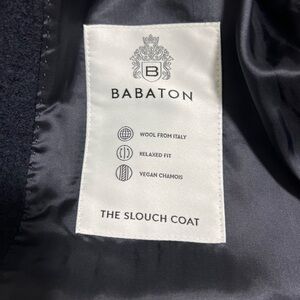 B
BABATON
WOOL FROM ITALY
RELAXED FIT
VEGAN CHAMOIS
THE SLOUCH COAT